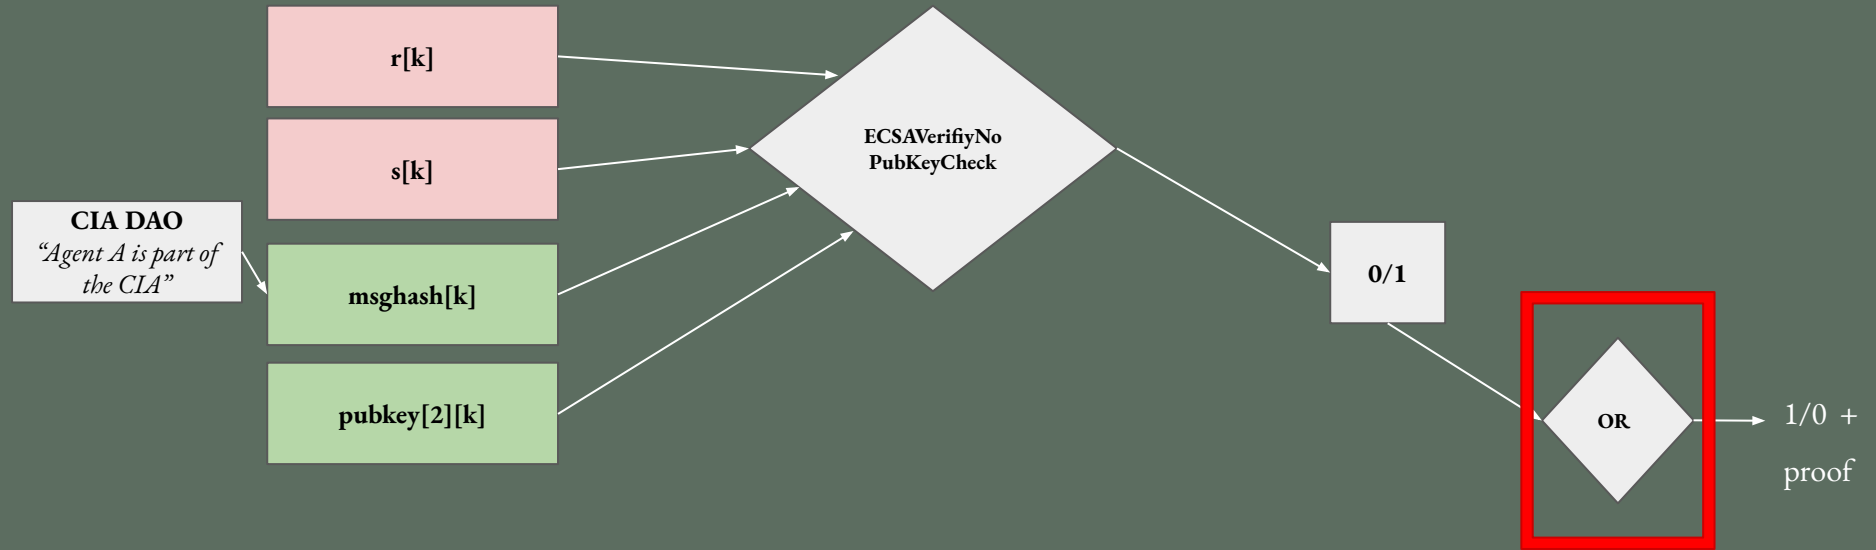 r[k]
s[k]
CIA DAO
“Agent A is part of
the CIA”
msghash[k]
pubkey[2][k]
ECSAVerifiyNo
PubKeyCheck
0/1
OR
1/0 +
proof